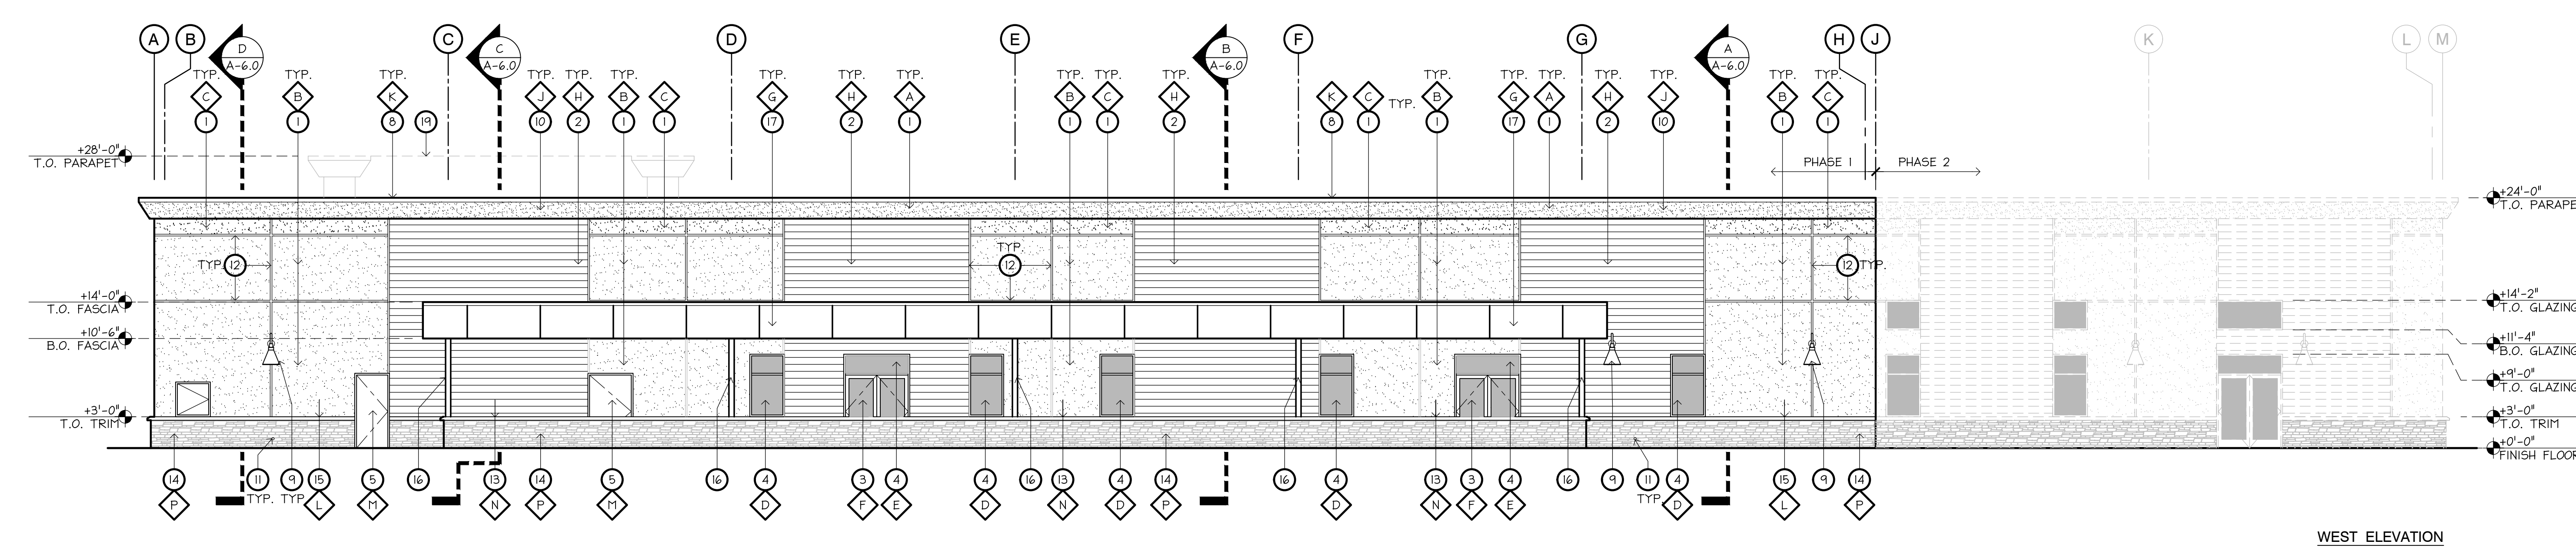 A B D C C D E B F G A H J K L M
A-6.0 A-6.0 A-6.0 A-6.0
TYP. TYP. TYP. TYP. TYP. TYP. TYP. TYP. TYP. TYP. TYP. TYP. TYP. TYP. TYP. TYP. TYP. TYP. TYP.
C B K J H B C G H A B C H K C TYP. B G A H J B C
1 1 8 19 10 2 1 1 17 2 1 1 1 2 8 1 1 17 1 2 10 1 1
+28'-0"
T.O. PARAPET
PHASE 1 PHASE 2
+24'-0"
T.O. PARAPE
TYP.
TYP. 12 12 12 TYP.
+14'-0"
T.O. FASCIA
+14'-2"
T.O. GLAZING
+10'-6"
B.O. FASCIA
+11'-4"
B.O. GLAZING
+9'-0"
T.O. GLAZING
+3'-0"
T.O. TRIM
+3'-0"
T.O. TRIM
+0'-0"
FINISH FLOOR
14 11 9 15 5 16 13 14 5 16 4 3 4 4 16 13 4 14 16 4 13 3 4 16 9 11 4 15 9 14
TYP. TYP. TYP.
P L M N P M D F E D N D P D N F E D L P
WEST ELEVATION